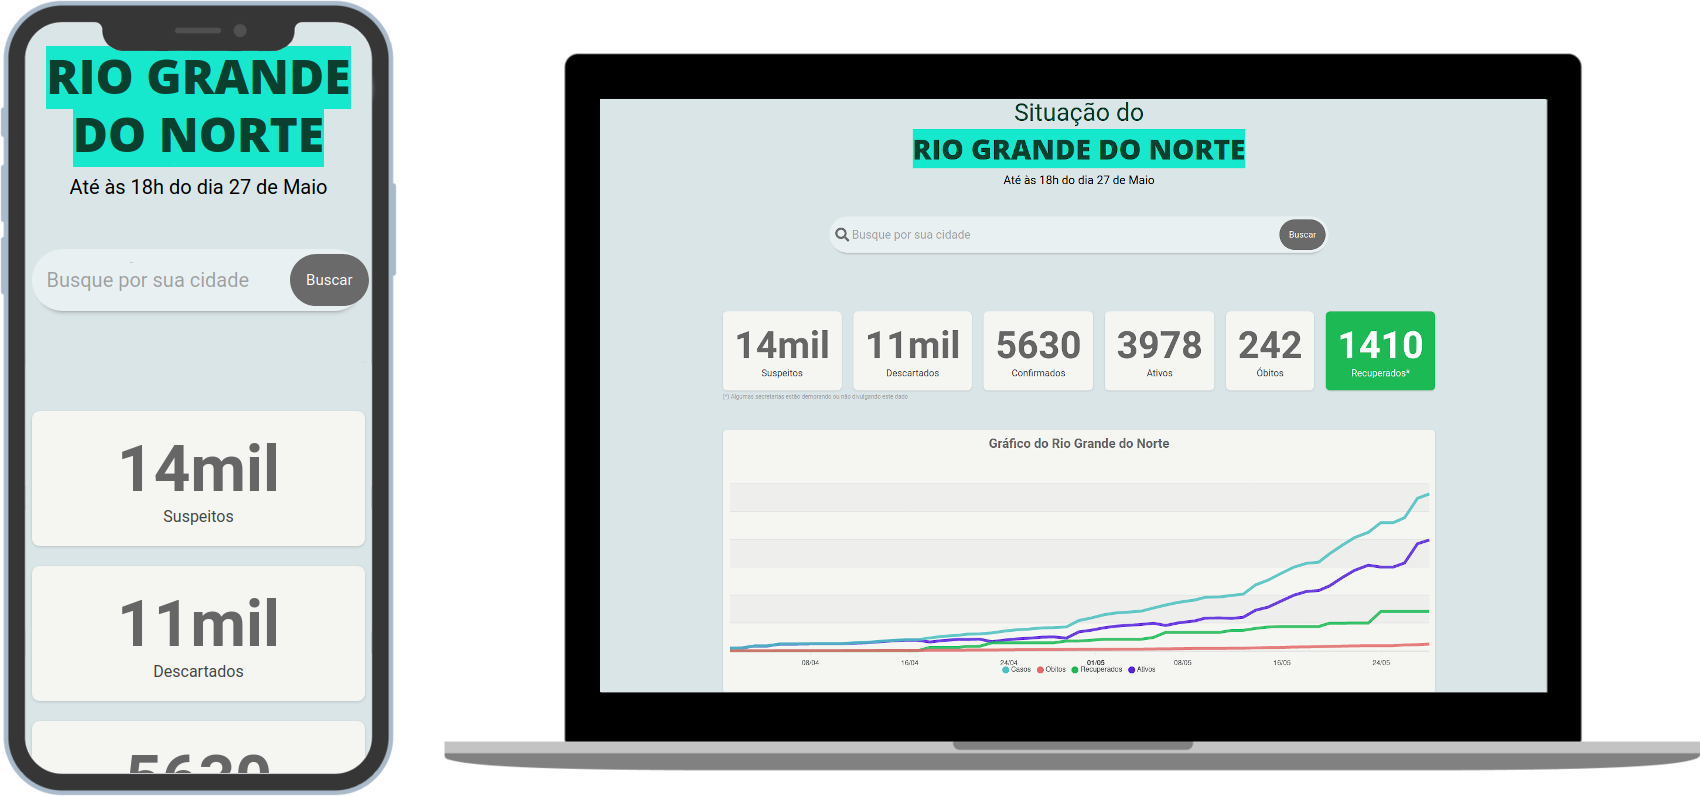 RIO GRANDE
DO NORTE
Até às 18h do dia 27 de Maio
Busque por sua cidade
Buscar
14mil
Suspeitos
11mil
Descartados
5630
Situação do
RIO GRANDE DO NORTE
Até às 18h do dia 27 de Maio
Busque por sua cidade
Buscar
14mil
Suspeitos
11mil
Descartados
5630
Confirmados
3978
Ativos
242
Óbitos
1410
Recuperados*
(*) Algumas secretarias estão demorando ou não divulgando este dado
Gráfico do Rio Grande do Norte
08/04 16/04 24/04 01/05 08/05 16/05 24/05
Casos Obitos Recuperados Ativos